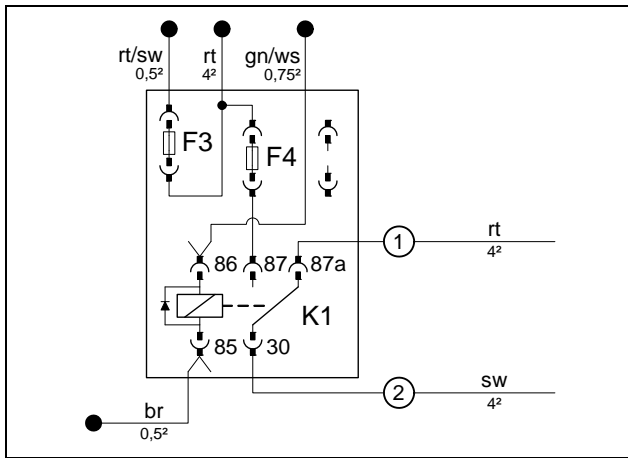 rt/sw
0,5²
rt
4²
gn/ws
0,75²
F3
F4
86
87
87a
1
rt
4²
K1
85
30
2
sw
4²
br
0,5²